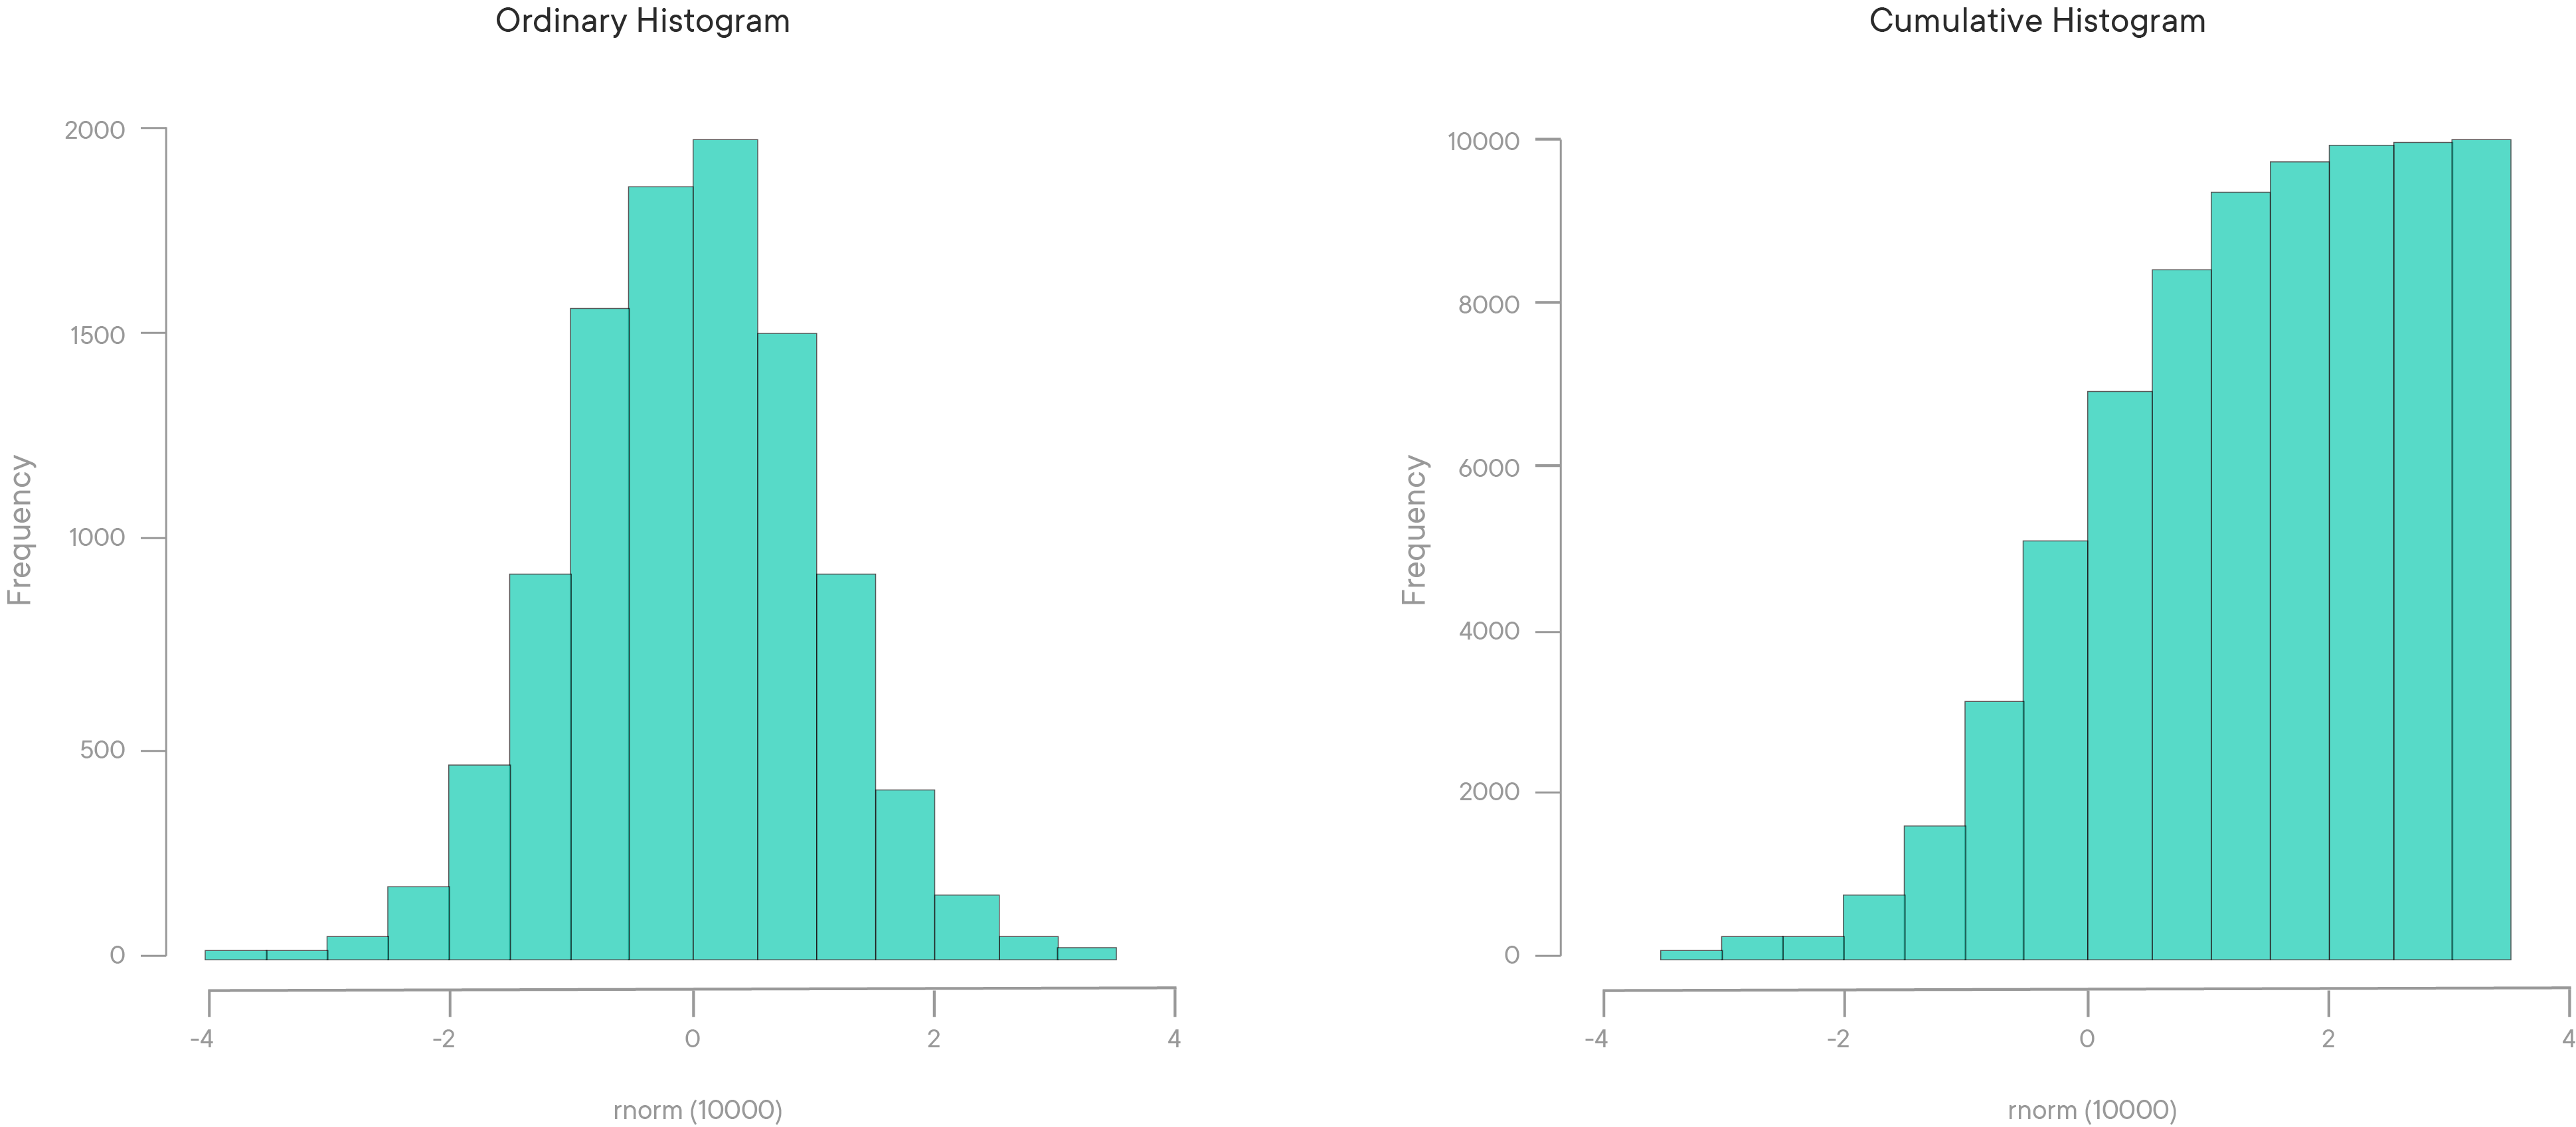 Ordinary Histogram
Frequency
2000
1500
1000
500
0
-4 -2 0 2 4
rnorm (10000)
Cumulative Histogram
Frequency
10000
8000
6000
4000
2000
0
-4 -2 0 2 4
rnorm (10000)